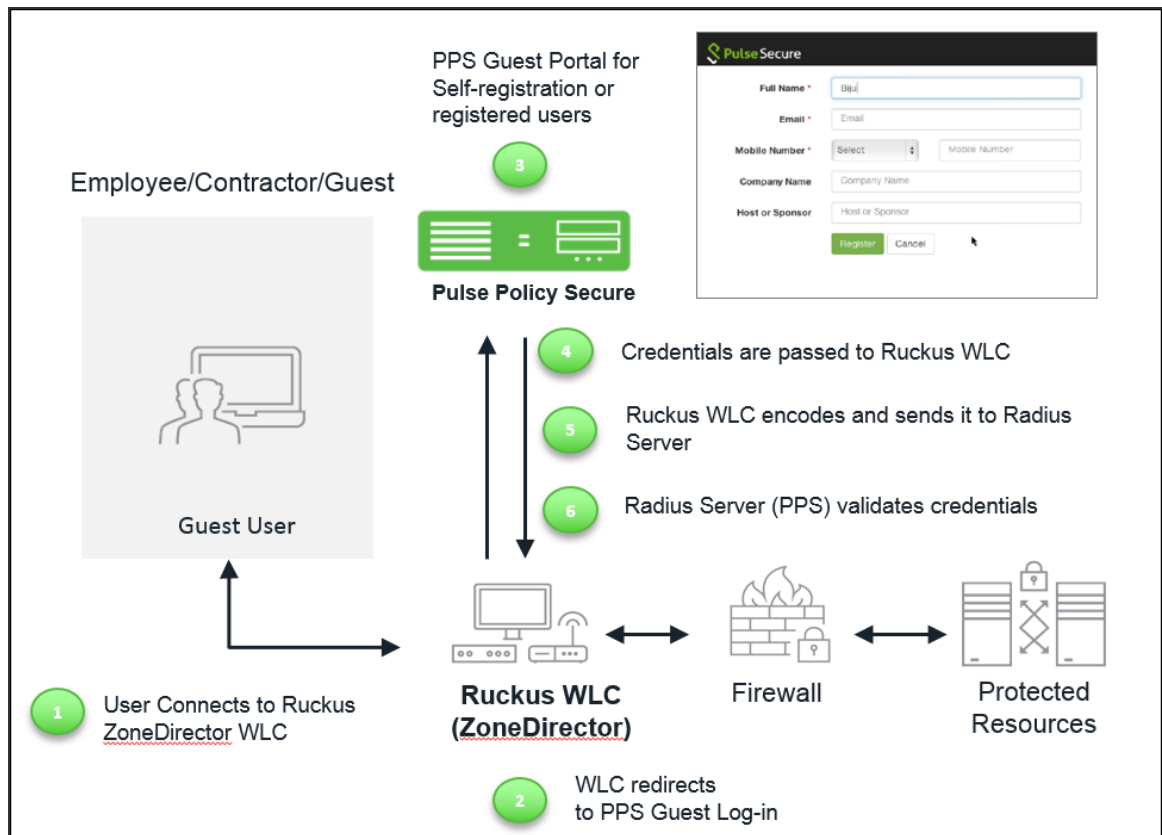 PPS Guest Portal for
Self-registration or
registered users
3
Employee/Contractor/Guest
Guest User
Pulse Policy Secure
Pulse Secure
Full Name *
Biju
Email *
Email
Mobile Number *
Select
Mobile Number
Company Name
Company Name
Host or Sponsor
Host or Sponsor
Register
Cancel
4
Credentials are passed to Ruckus WLC
5
Ruckus WLC encodes and sends it to Radius
Server
6
Radius Server (PPS) validates credentials
1
User Connects to Ruckus
ZoneDirector WLC
Ruckus WLC
(ZoneDirector)
Firewall
Protected
Resources
2
WLC redirects
to PPS Guest Log-in